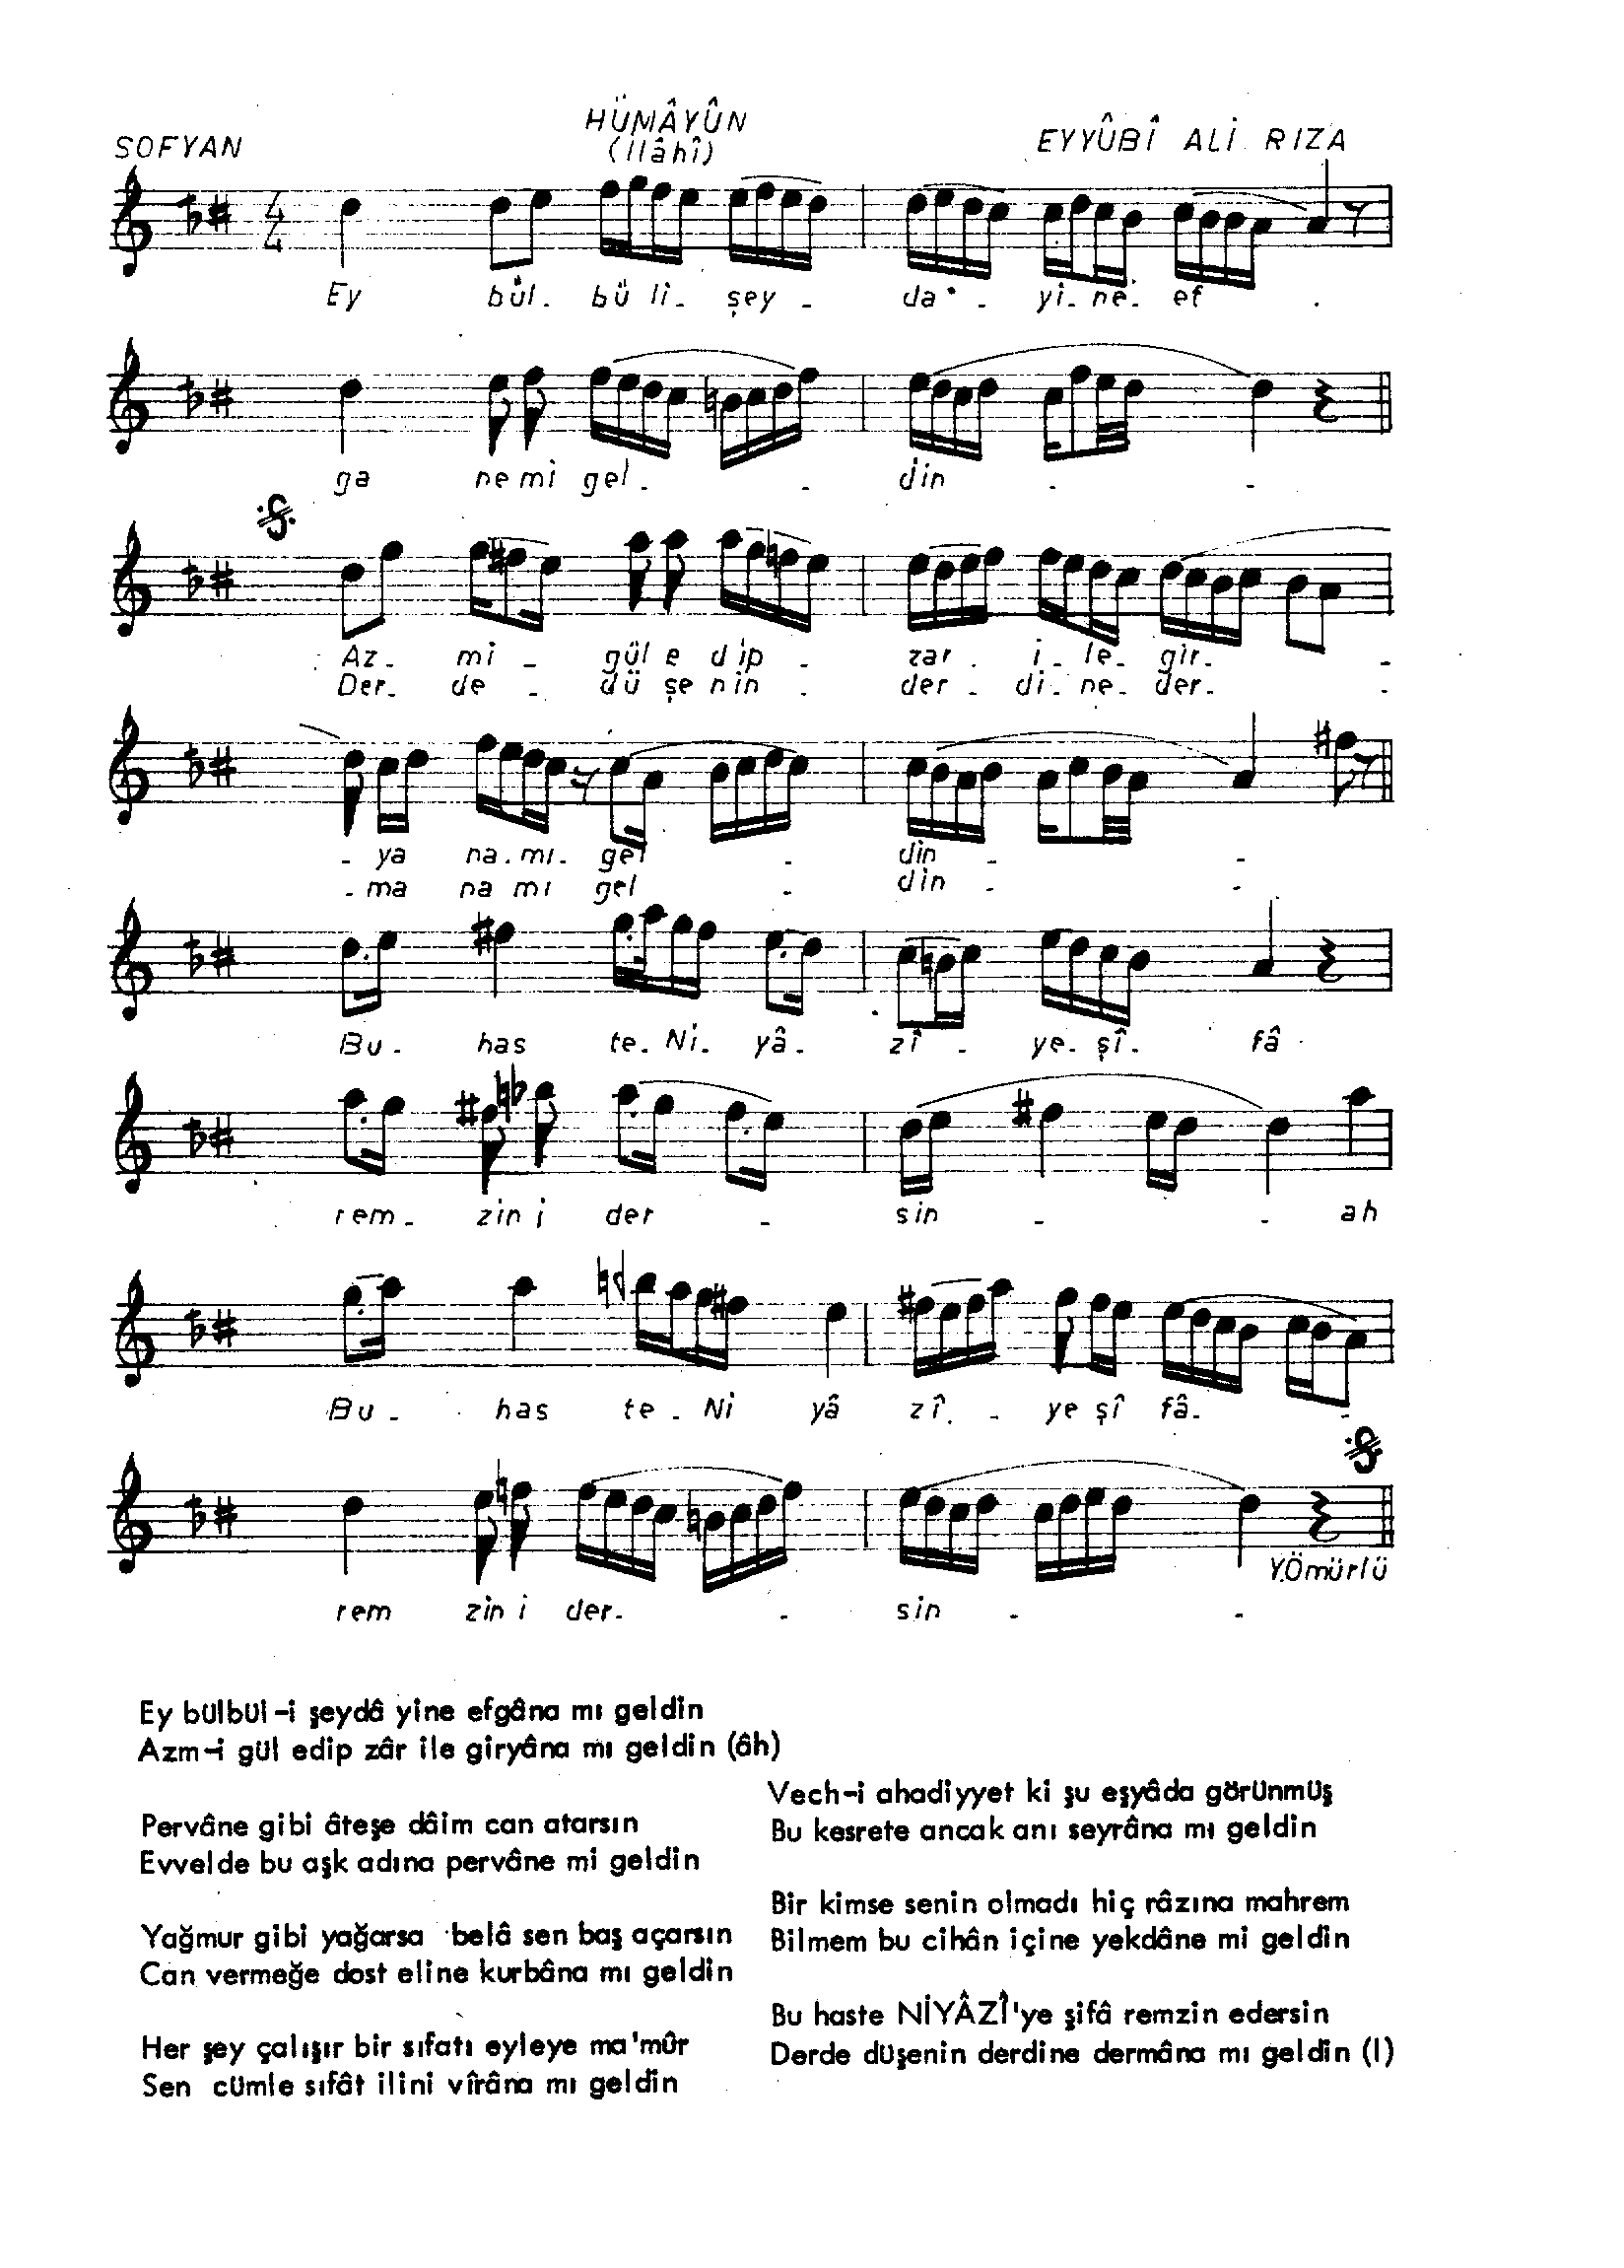 HÜMÂYÛN
SOFYAN (İlâhî) EYYÛBÎ ALİ RIZA
4
4
Ey bül- bü li- şey - da - yi- ne- ef -
ga ne mi gel - - din - -
Az- mi - gül e dip - zar - i- le- gir- -
Der- de - dü şe nin - der - di- ne- der- -
- ya na- mı- gel - din - -
- ma na mı gel - din - -
Bu- has te- Ni- yâ- zî - ye- şî- fâ
rem- zin i der - sin - - ah
Bu - has te - Ni yâ zî - - ye şî fâ- -
Y.Ömürlü
rem zin i der- - sin - -
Ey bülbül-i şeydâ yine efgâna mı geldin
Azm-i gül edip zâr ile giryâna mı geldin (âh)
Pervâne gibi âteşe dâim can atarsın
Evvelde bu aşk adına pervâne mi geldin
Yağmur gibi yağarsa belâ sen baş açarsın
Can vermeğe dost eline kurbâna mı geldin
Her şey çalışır bir sıfatı eyleye ma'mûr
Sen cümle sıfât ilini vîrâna mı geldin
Vech-i ahadiyyet ki şu eşyâda görünmüş
Bu kesrete ancak anı seyrâna mı geldin
Bir kimse senin olmadı hiç râzına mahrem
Bilmem bu cihân içine yekdâne mi geldin
Bu haste NİYÂZÎ'ye şifâ remzin edersin
Derde düşenin derdine dermâna mı geldin (I)